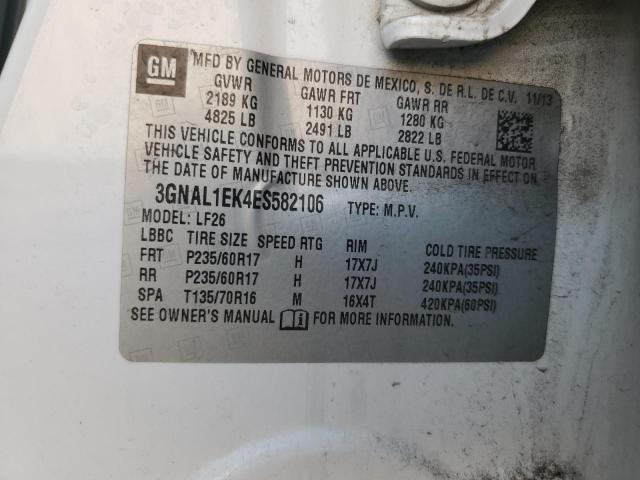 GM MFD BY GENERAL MOTORS DE MEXICO, S. DE R.L. DE C.V. 11/13
GVWR GAWR FRT GAWR RR
2189 KG 1130 KG 1280 KG
4825 LB 2491 LB 2822 LB
THIS VEHICLE CONFORMS TO ALL APPLICABLE U.S. FEDERAL MOTOR
VEHICLE SAFETY AND THEFT PREVENTION STANDARDS IN EFFECT ON
THE DATE OF MANUFACTURE SHOWN ABOVE.
3GNAL1EK4ES582106 TYPE: M.P.V.
MODEL: LF26
LBBC TIRE SIZE SPEED RTG RIM COLD TIRE PRESSURE
FRT P235/60R17 H 17X7J 240KPA(35PSI)
RR P235/60R17 H 17X7J 240KPA(35PSI)
SPA T135/70R16 M 16X4T 420KPA(60PSI)
SEE OWNER'S MANUAL FOR MORE INFORMATION.